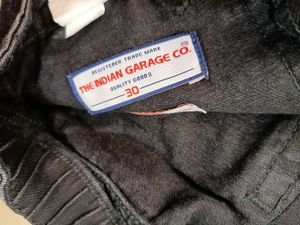 REGISTERED TRADE MARK
THE INDIAN GARAGE CO.
QUALITY GOODS
30